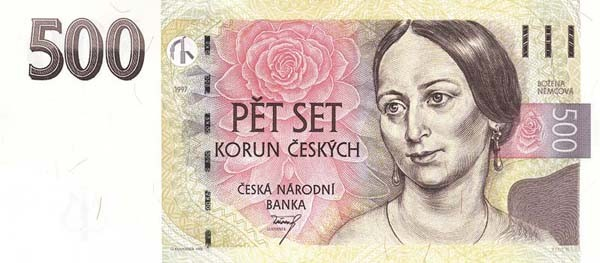 500
1997
BOŽENA
NĚMCOVÁ
PĚT SET
KORUN ČESKÝCH
500
ČESKÁ NÁRODNÍ
BANKA